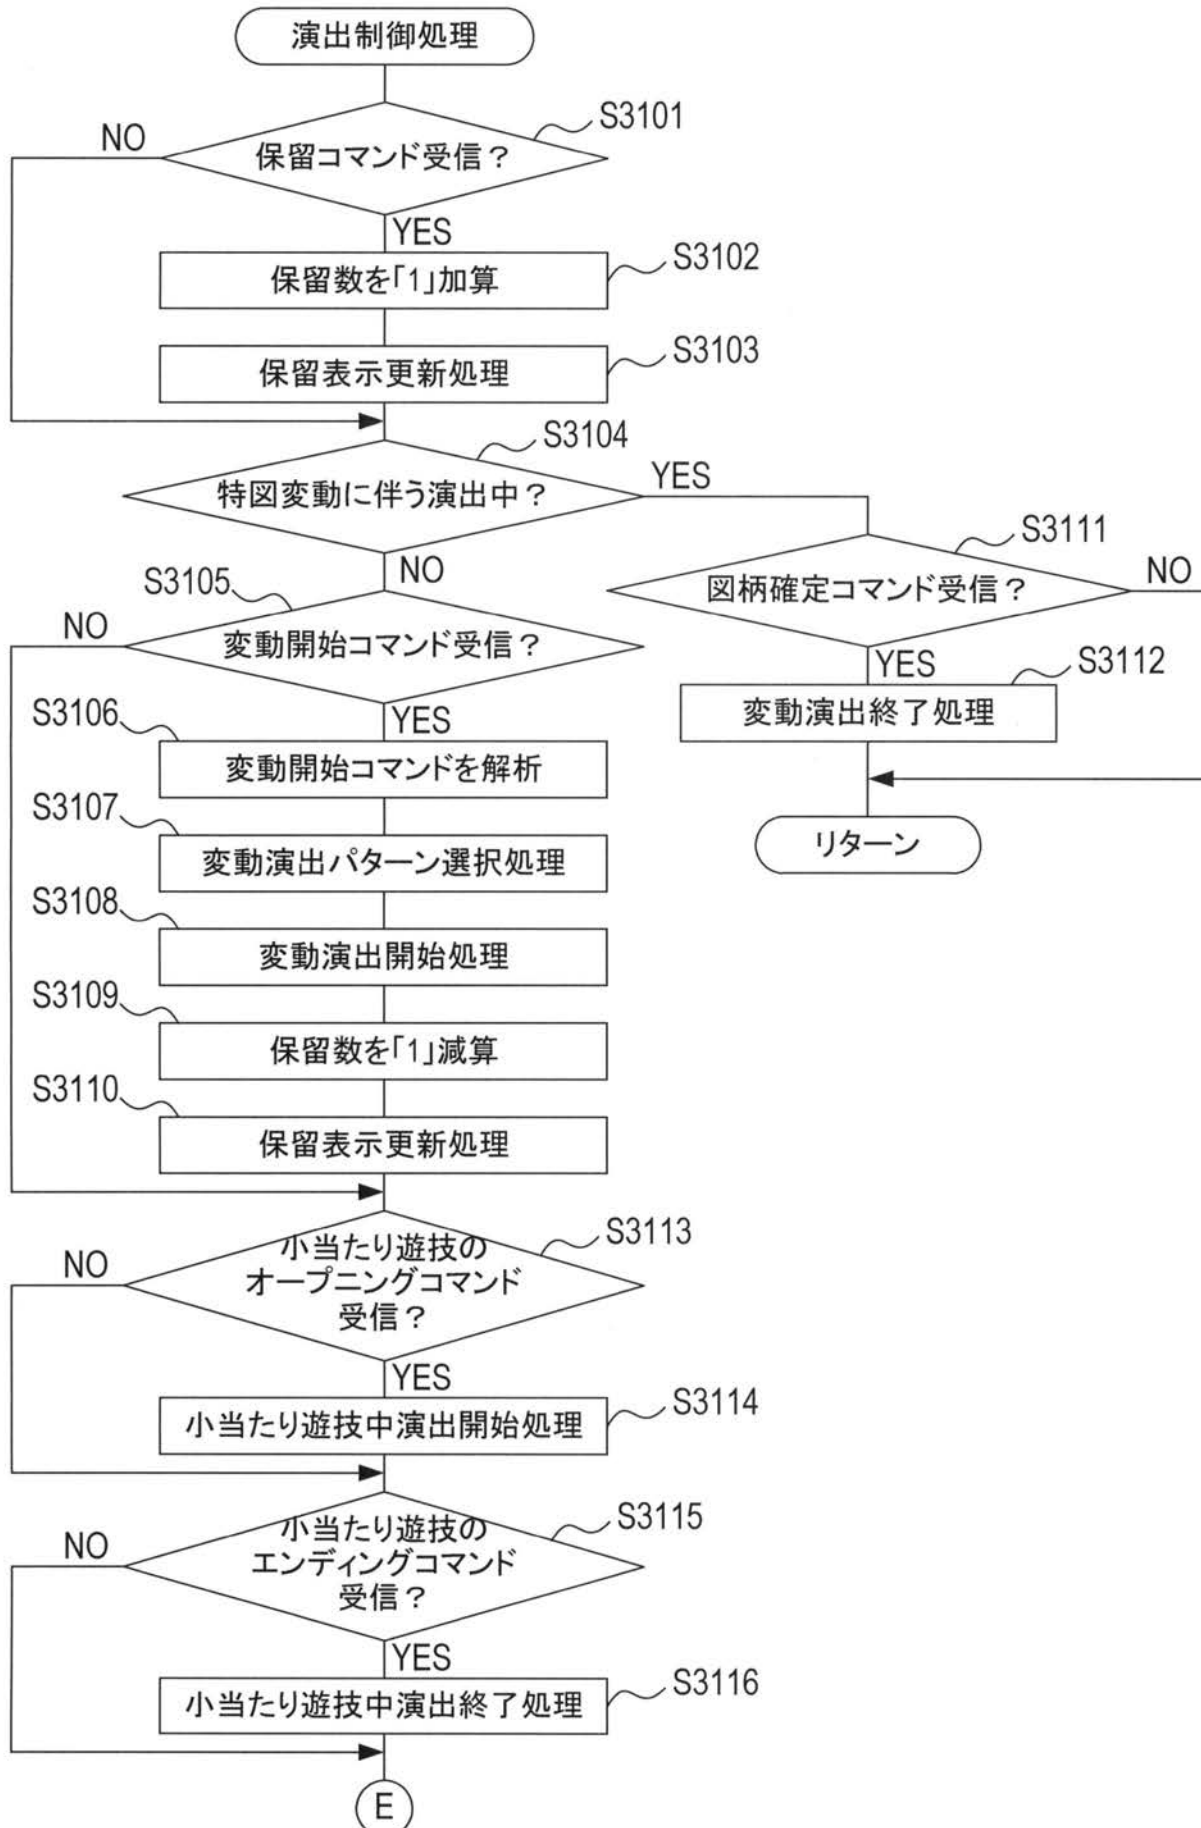 演出制御処理
S3101
NO
保留コマンド受信?
YES
S3102
保留数を「1」加算
S3103
保留表示更新処理
S3104
特図変動に伴う演出中?
YES
NO
S3111
図柄確定コマンド受信?
NO
YES
S3112
変動演出終了処理
リターン
S3105
NO
変動開始コマンド受信?
YES
S3106
変動開始コマンドを解析
S3107
変動演出パターン選択処理
S3108
変動演出開始処理
S3109
保留数を「1」減算
S3110
保留表示更新処理
S3113
NO
小当たり遊技の
オープニングコマンド
受信?
YES
S3114
小当たり遊技中演出開始処理
S3115
NO
小当たり遊技の
エンディングコマンド
受信?
YES
S3116
小当たり遊技中演出終了処理
E